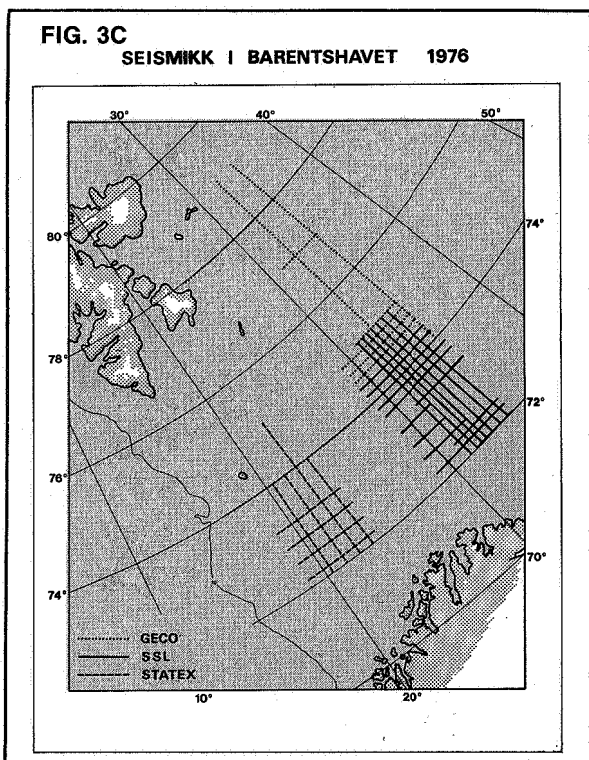 FIG. 3C
SEISMIKK I BARENTSHAVET 1976
30° 40° 50°
80°
74°
78°
72°
76°
70°
74°
GECO
SSL
STATEX
10° 20°